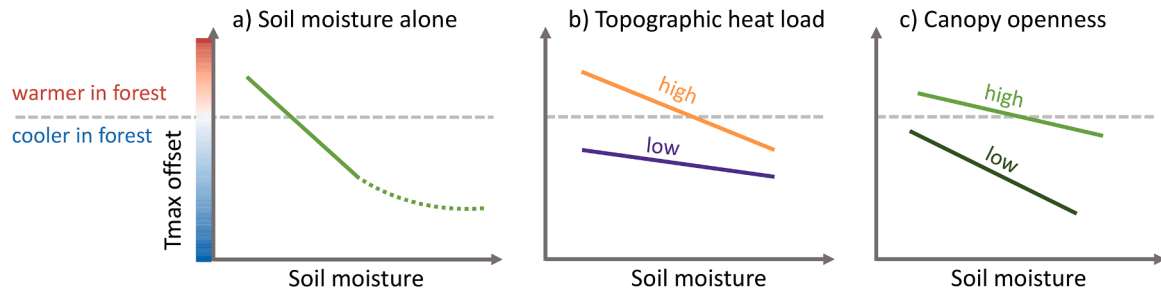 a) Soil moisture alone
b) Topographic heat load
c) Canopy openness
warmer in forest
cooler in forest
Tmax offset
high
low
high
low
Soil moisture
Soil moisture
Soil moisture